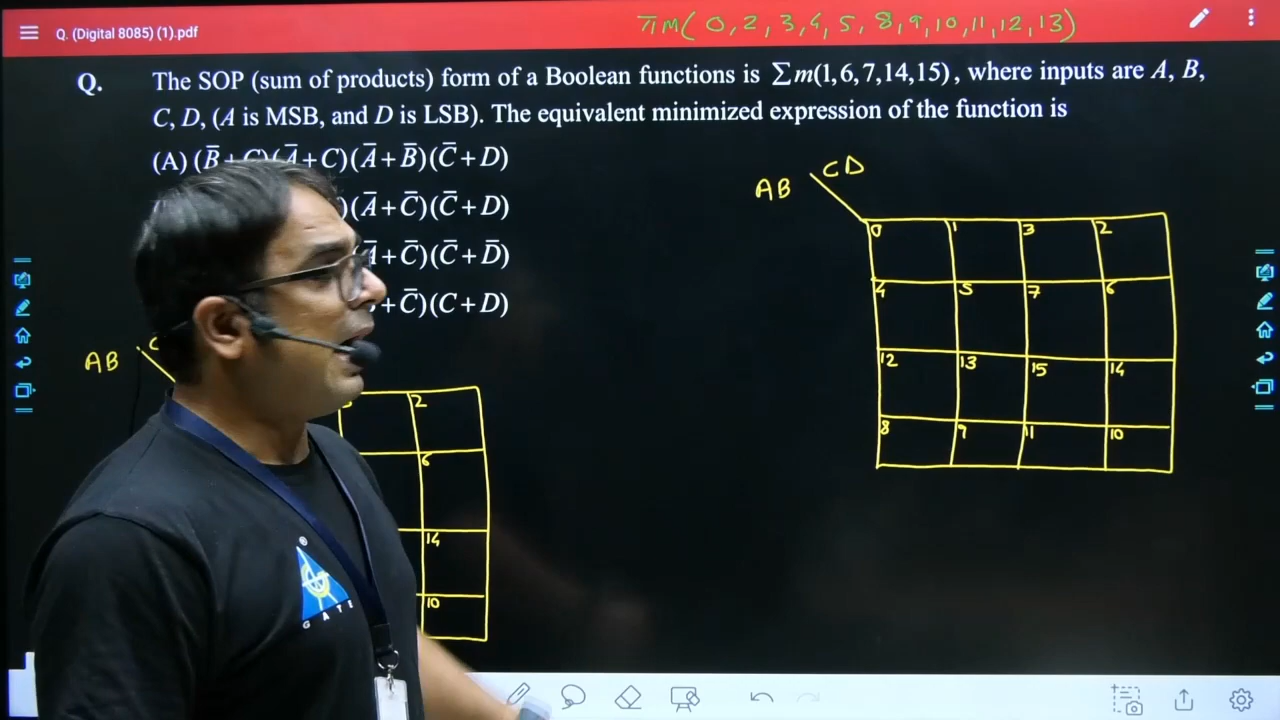 πM( 0,2,3,4,5,8,9,10,11,12,13)
Q. (Digital 8085) (1).pdf
Q. The SOP (sum of products) form of a Boolean functions is ∑m(1,6,7,14,15), where inputs are A, B,
C, D, (A is MSB, and D is LSB). The equivalent minimized expression of the function is
(A) (B̅+C)(A̅+C)(A̅+B̅)(C̅+D)
)(A̅+C̅)(C̅+D)
+C̅)(C̅+D̅)
+C̅)(C+D)
CD
AB
0 1 3 2
4 5 7 6
12 13 15 14
8 9 11 10
AB C
2
6
14
10
GATE